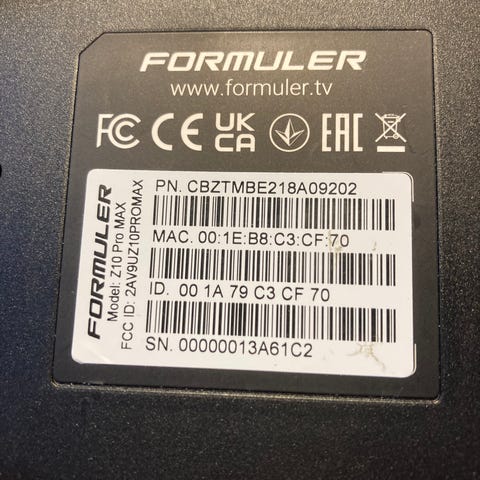 FORMULER
www.formuler.tv
FC CE UK CA EAC
FORMULER
Model: Z10 Pro MAX
FCC ID: 2AV9UZ10PROMAX
PN. CBZTMBE218A09202
MAC. 00:1E:B8:C3:CF:70
ID. 00 1A 79 C3 CF 70
SN. 00000013A61C2